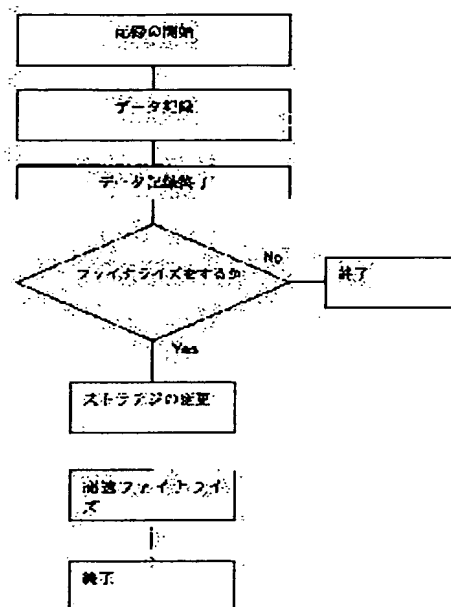 記録の開始
データ記録
データ記録終了
ファイナライズをするか
No
終了
Yes
ストラテジの変更
高速ファイナライ
ズ
終了